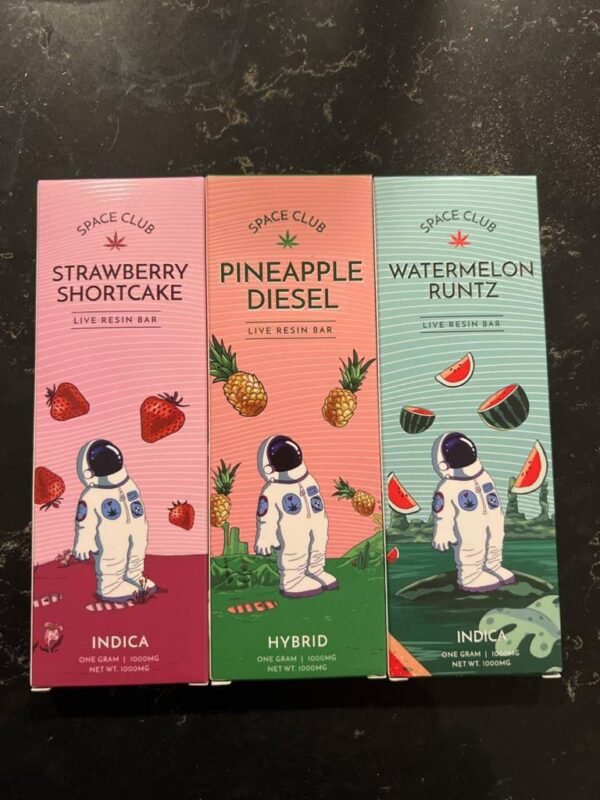 SPACE CLUB
STRAWBERRY
SHORTCAKE
LIVE RESIN BAR
INDICA
ONE GRAM | 1000MG
NET WT. 1000MG
SPACE CLUB
PINEAPPLE
DIESEL
LIVE RESIN BAR
HYBRID
ONE GRAM | 1000MG
NET WT. 1000MG
SPACE CLUB
WATERMELON
RUNTZ
LIVE RESIN BAR
INDICA
ONE GRAM | 1000MG
NET WT. 1000MG